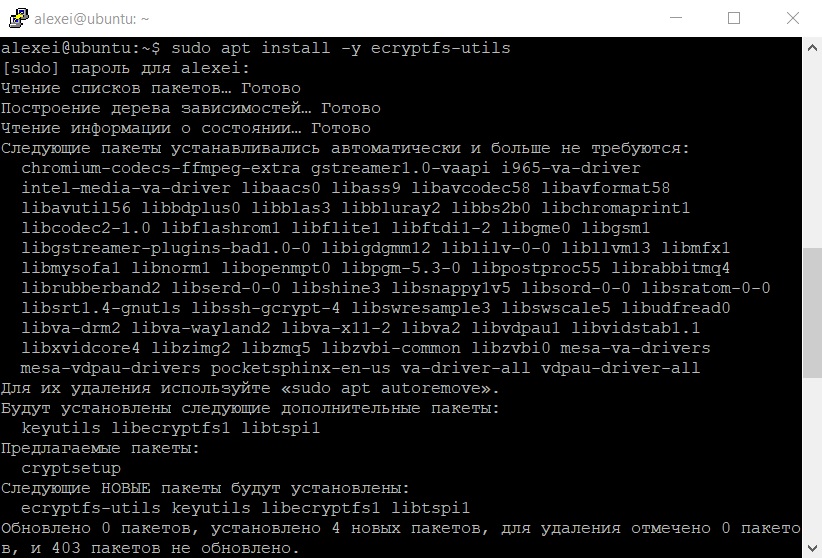 alexei@ubuntu: ~
alexei@ubuntu:~$ sudo apt install -y ecryptfs-utils
[sudo] пароль для alexei:
Чтение списков пакетов… Готово
Построение дерева зависимостей… Готово
Чтение информации о состоянии… Готово
Следующие пакеты устанавливались автоматически и больше не требуются:
  chromium-codecs-ffmpeg-extra gstreamer1.0-vaapi i965-va-driver
  intel-media-va-driver libaacs0 libass9 libavcodec58 libavformat58
  libavutil56 libbdplus0 libblas3 libbluray2 libbs2b0 libchromaprint1
  libcodec2-1.0 libflashrom1 libflite1 libftdi1-2 libgme0 libgsm1
  libgstreamer-plugins-bad1.0-0 libigdgmm12 liblilv-0-0 libllvm13 libmfx1
  libmysofa1 libnorm1 libopenmpt0 libpgm-5.3-0 libpostproc55 librabbitmq4
  librubberband2 libserd-0-0 libshine3 libsnappy1v5 libsord-0-0 libsratom-0-0
  libsrt1.4-gnutls libssh-gcrypt-4 libswresample3 libswscale5 libudfread0
  libva-drm2 libva-wayland2 libva-x11-2 libva2 libvdpau1 libvidstab1.1
  libxvidcore4 libzimg2 libzmq5 libzvbi-common libzvbi0 mesa-va-drivers
  mesa-vdpau-drivers pocketsphinx-en-us va-driver-all vdpau-driver-all
Для их удаления используйте «sudo apt autoremove».
Будут установлены следующие дополнительные пакеты:
  keyutils libecryptfs1 libtspi1
Предлагаемые пакеты:
  cryptsetup
Следующие НОВЫЕ пакеты будут установлены:
  ecryptfs-utils keyutils libecryptfs1 libtspi1
Обновлено 0 пакетов, установлено 4 новых пакетов, для удаления отмечено 0 пакето
в, и 403 пакетов не обновлено.